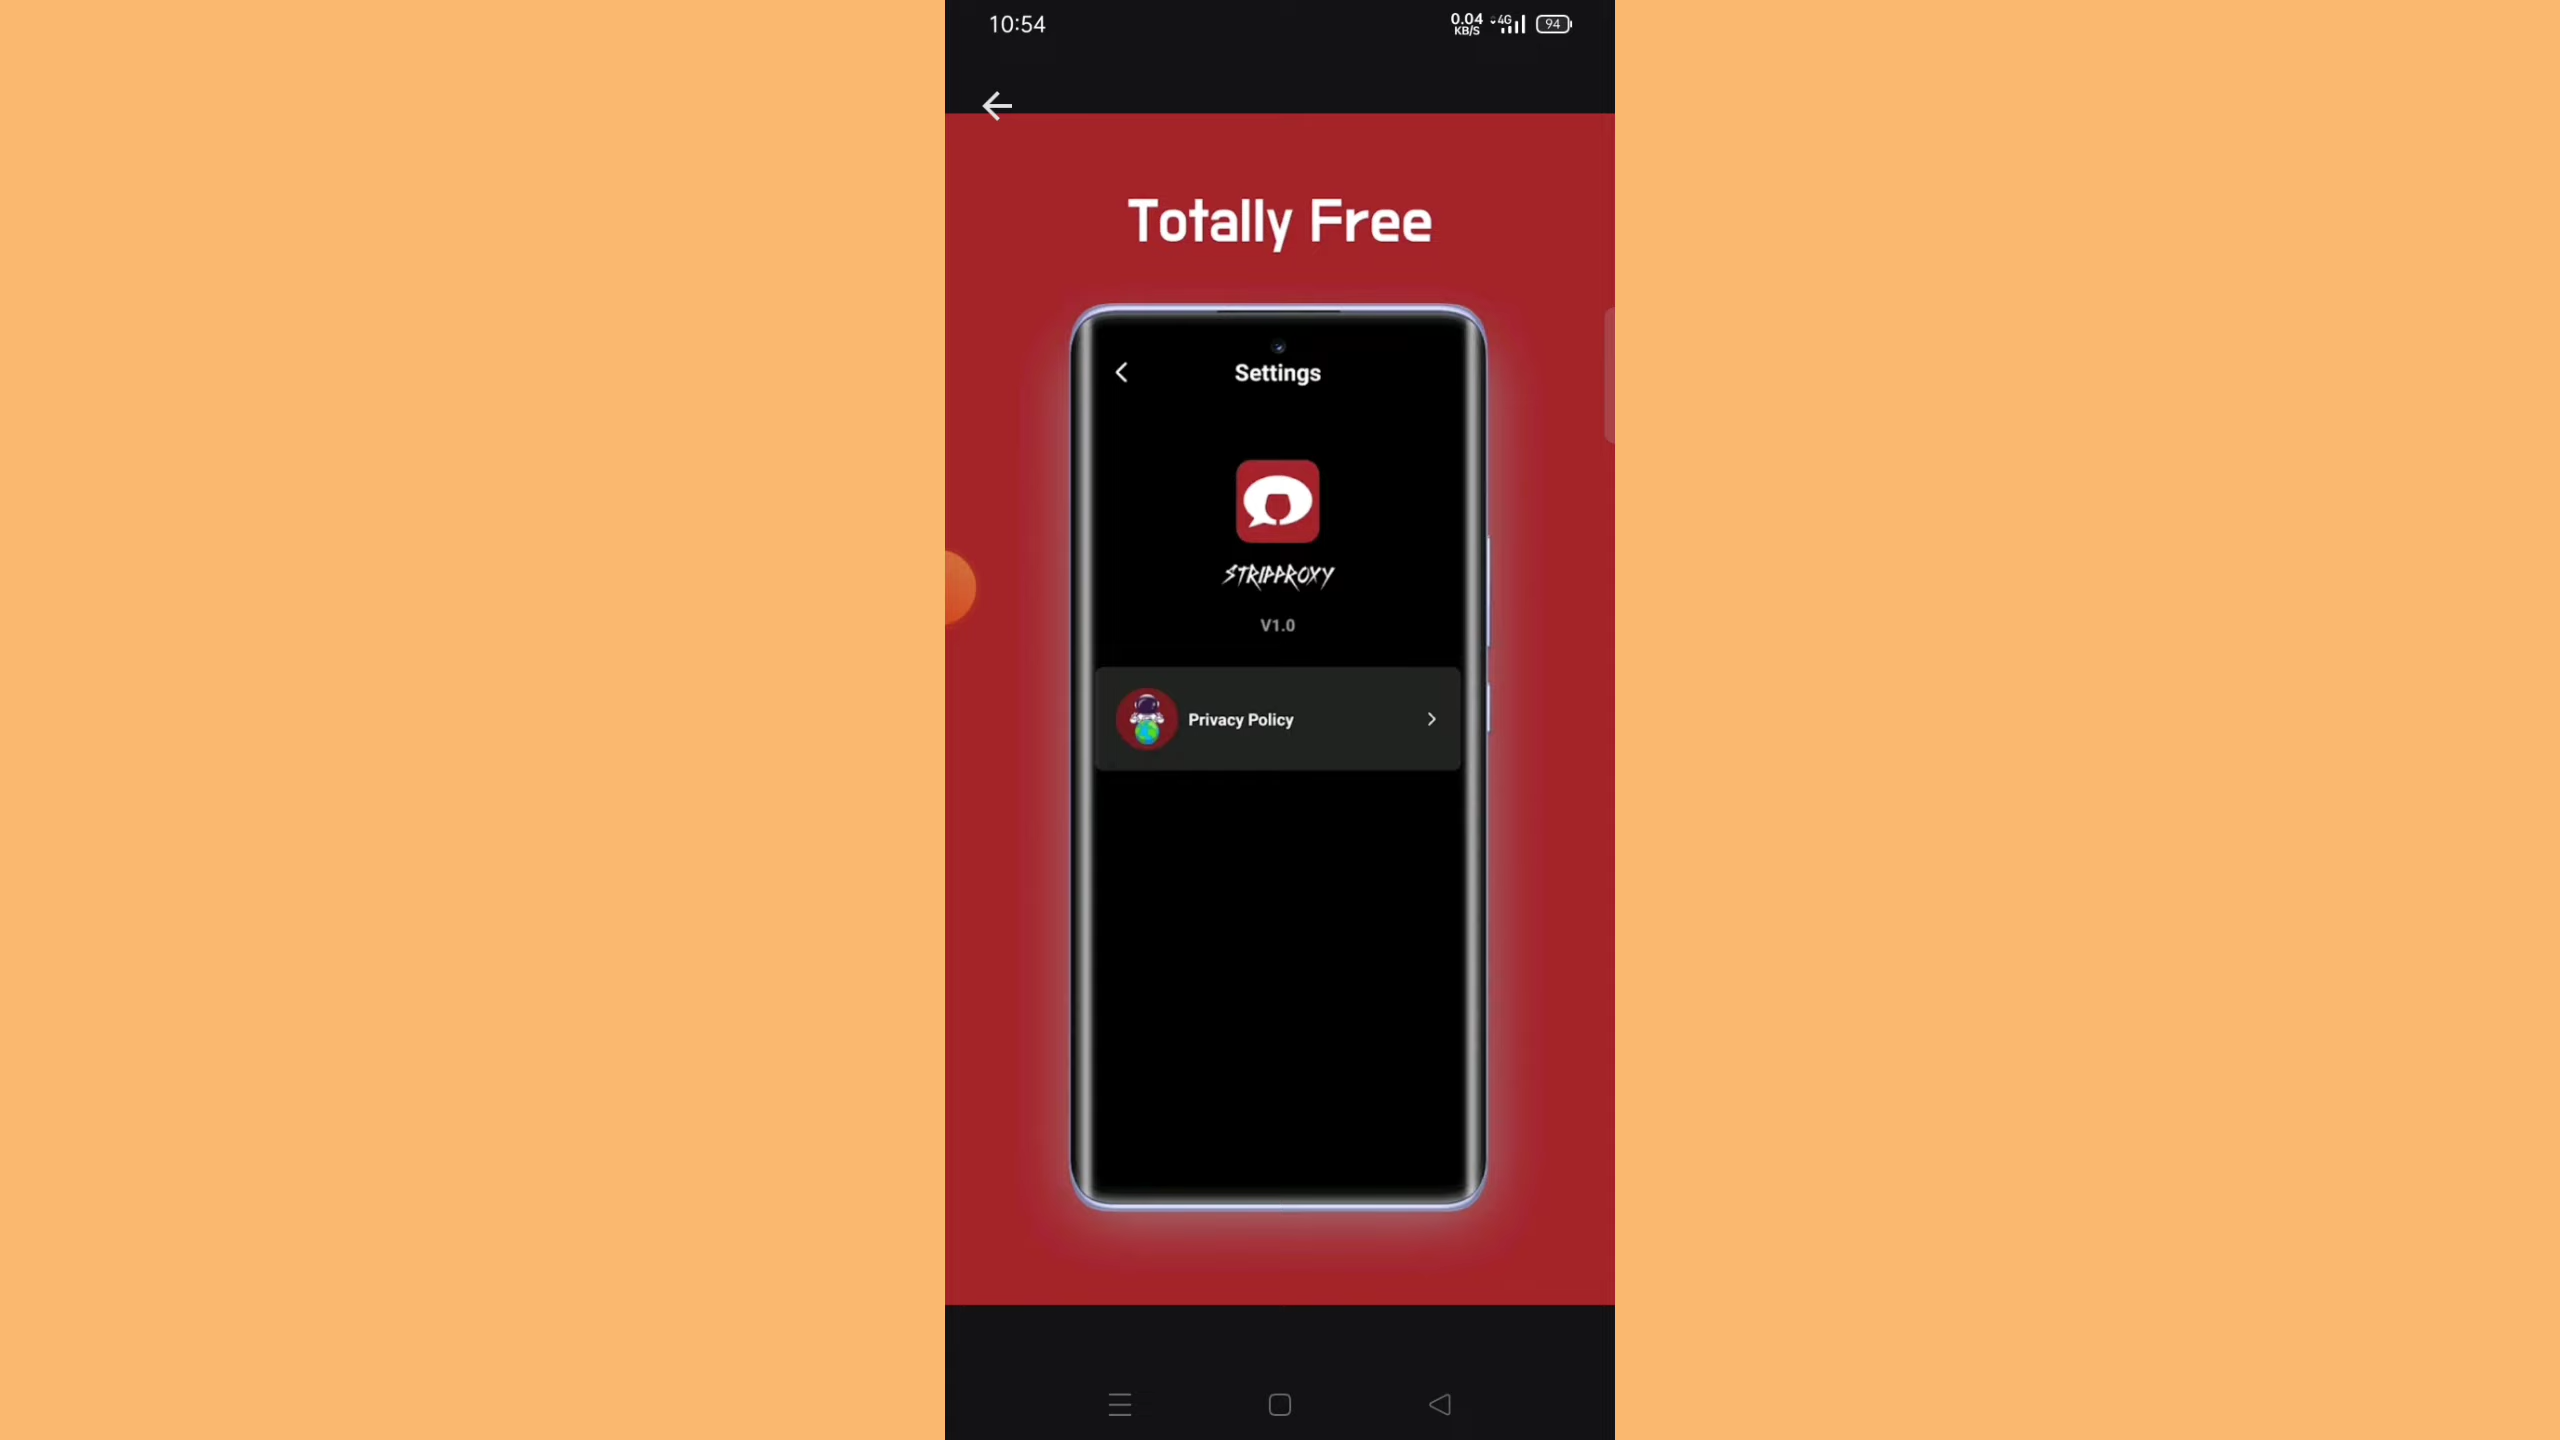 10:54
0.04
KB/S
4G
94
Totally Free
Settings
STRIPPROXY
V1.0
Privacy Policy